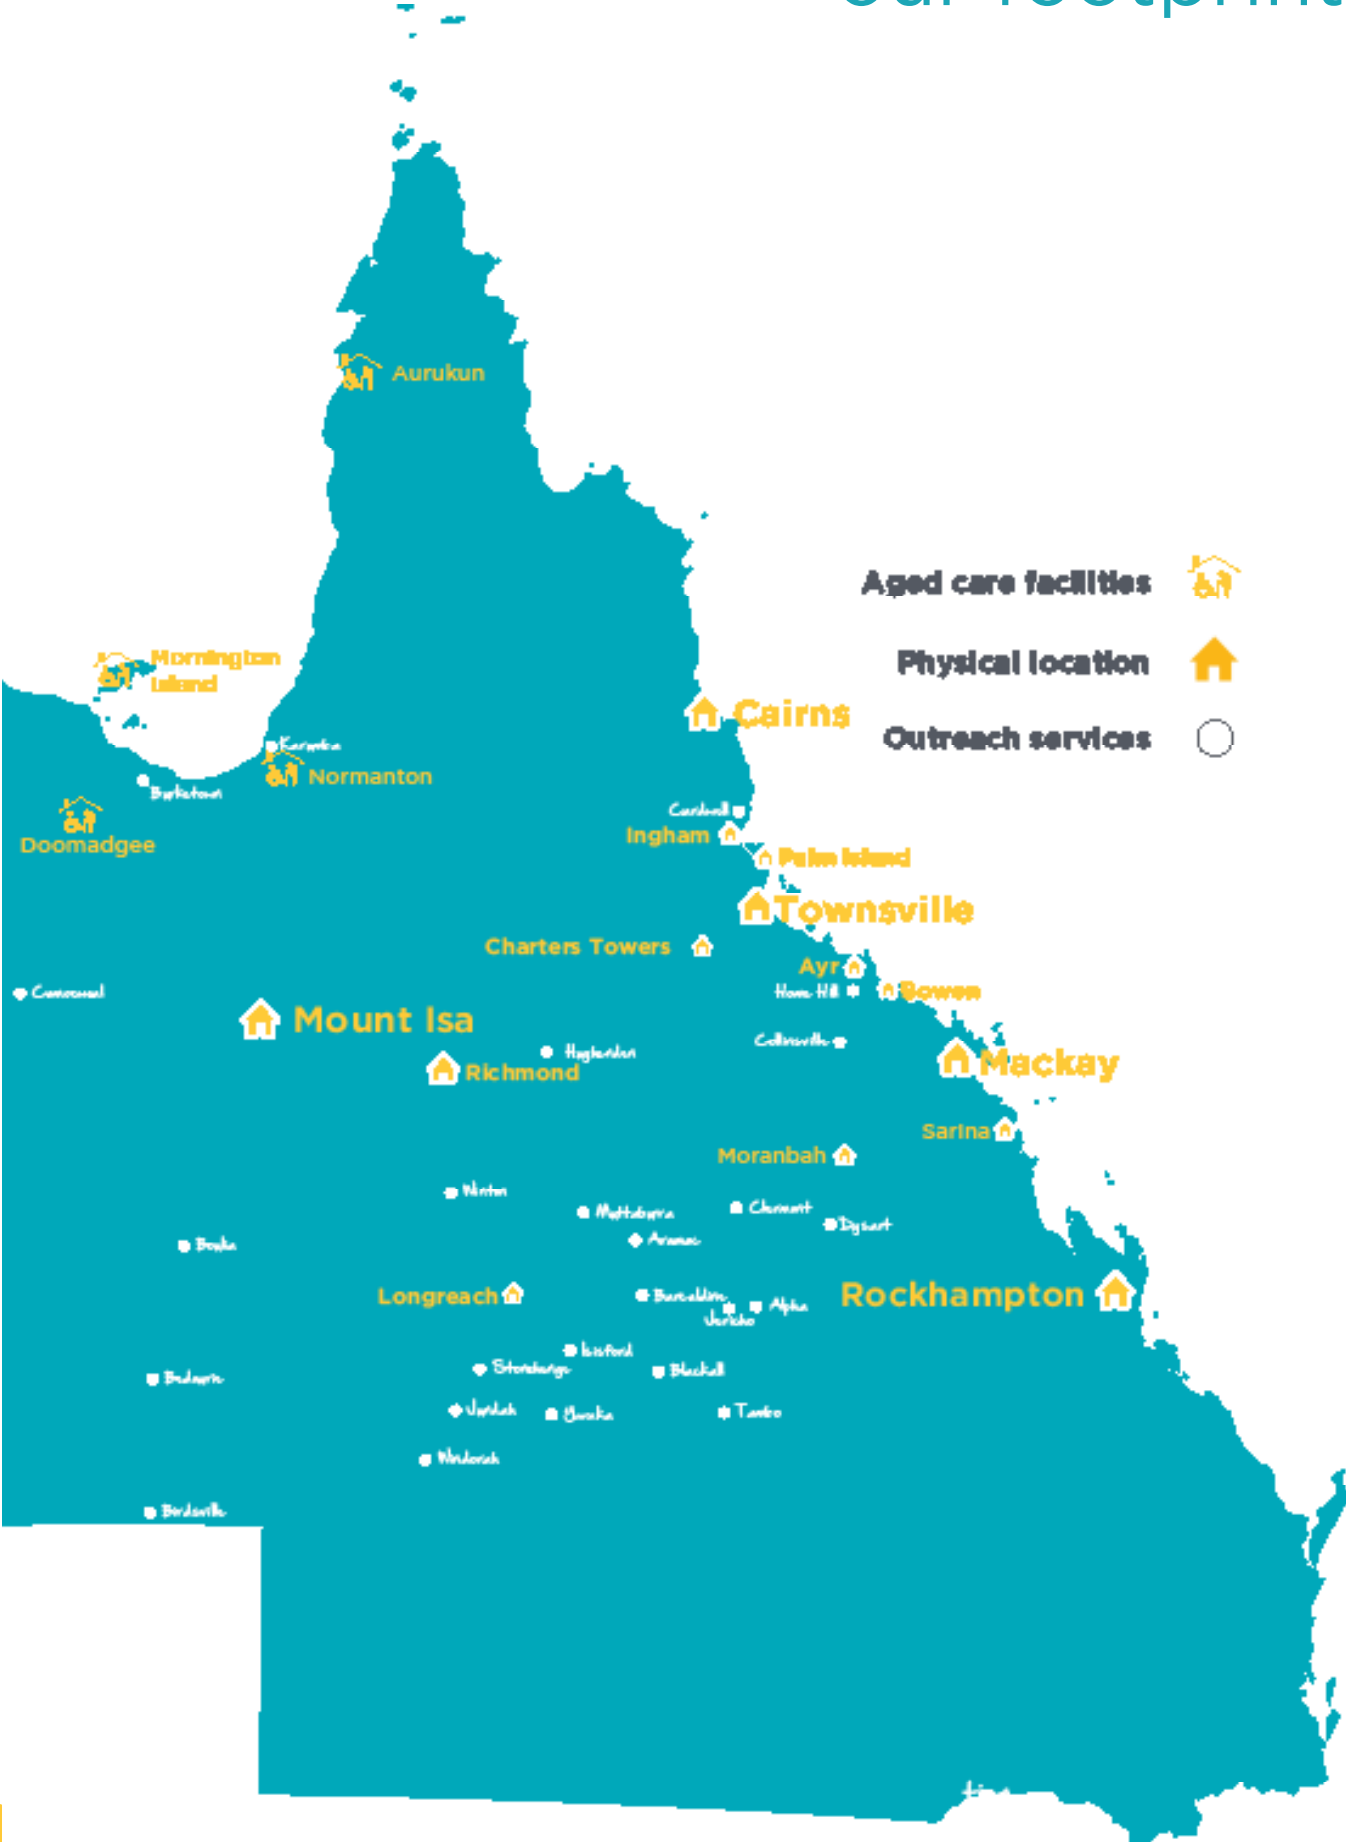 our footprint
Aurukun
Aged care facilities
Mornington
Island
Physical location
Cairns
Outreach services
Karumba
Normanton
Burketown
Cardwell
Doomadgee
Ingham
Palm Island
Townsville
Charters Towers
Ayr
Camooweal
Home Hill
Bowen
Mount Isa
Collinsville
Hughenden
Richmond
Mackay
Sarina
Moranbah
Winton
Muttaburra
Clermont
Dysart
Aramac
Boulia
Longreach
Barcaldine
Rockhampton
Alpha
Jericho
Isisford
Stonehenge
Blackall
Bedourie
Jundah
Yaraka
Tambo
Windorah
Birdsville